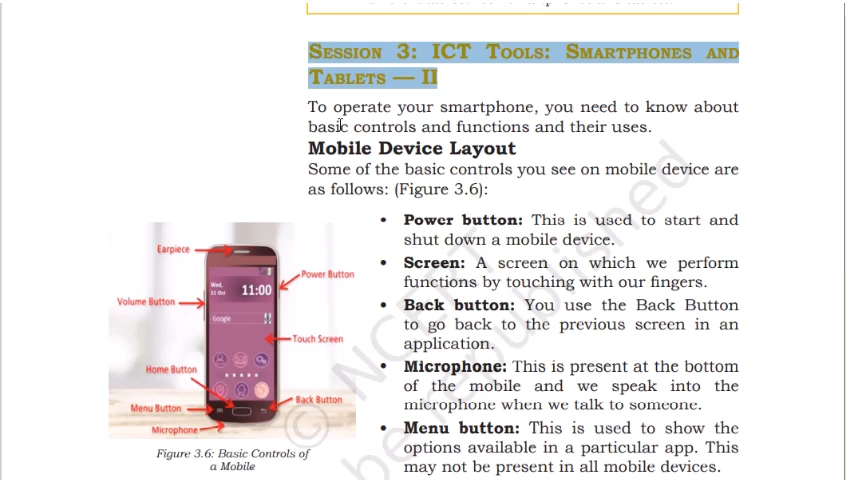 SESSION 3: ICT TOOLS: SMARTPHONES AND
TABLETS — II
To operate your smartphone, you need to know about
basic controls and functions and their uses.
Mobile Device Layout
Some of the basic controls you see on mobile device are
as follows: (Figure 3.6):
• Power button: This is used to start and
shut down a mobile device.
• Screen: A screen on which we perform
functions by touching with our fingers.
• Back button: You use the Back Button
to go back to the previous screen in an
application.
• Microphone: This is present at the bottom
of the mobile and we speak into the
microphone when we talk to someone.
• Menu button: This is used to show the
options available in a particular app. This
may not be present in all mobile devices.
Earpiece
Power Button
Volume Button
Wed,
11 Oct
11:00
Google
Touch Screen
Home Button
Back Button
Menu Button
Microphone
Figure 3.6: Basic Controls of
a Mobile
© NCERT
be republished